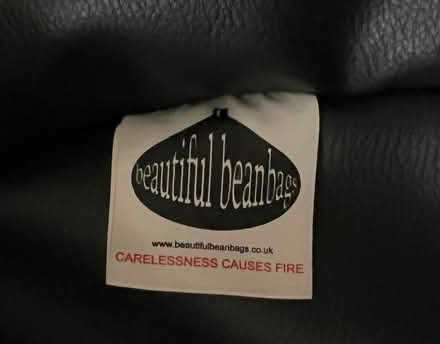 beautiful beanbags
www.beautifulbeanbags.co.uk
CARELESSNESS CAUSES FIRE